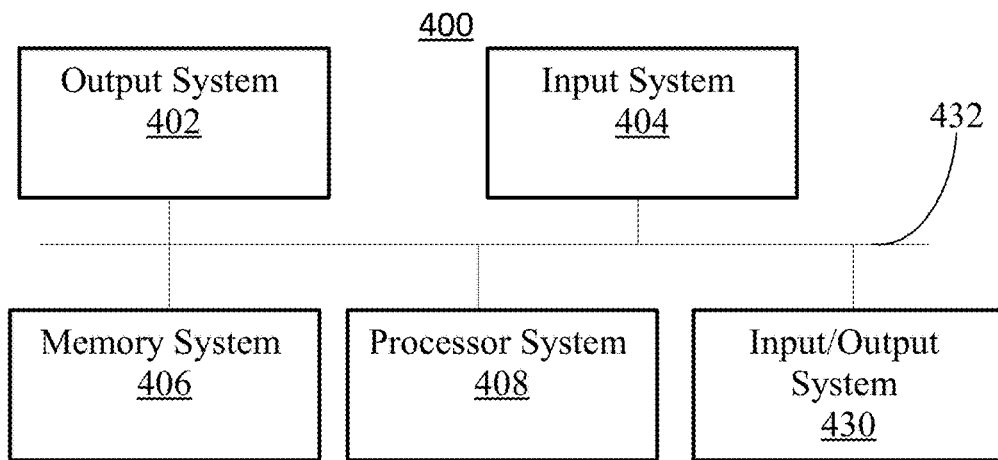 400
Output System
402
Input System
404
432
Memory System
406
Processor System
408
Input/Output
System
430